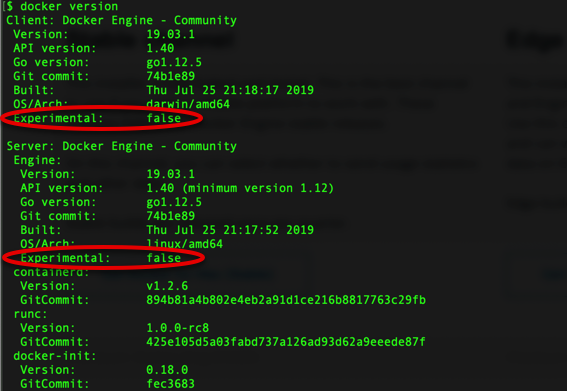 [$ docker version
Client: Docker Engine - Community
Version: 19.03.1
API version: 1.40
Go version: go1.12.5
Git commit: 74b1e89
Built: Thu Jul 25 21:18:17 2019
OS/Arch: darwin/amd64
Experimental: false
Server: Docker Engine - Community
Engine:
Version: 19.03.1
API version: 1.40 (minimum version 1.12)
Go version: go1.12.5
Git commit: 74b1e89
Built: Thu Jul 25 21:17:52 2019
OS/Arch: linux/amd64
Experimental: false
containerd:
Version: v1.2.6
GitCommit: 894b81a4b802e4eb2a91d1ce216b8817763c29fb
runc:
Version: 1.0.0-rc8
GitCommit: 425e105d5a03fabd737a126ad93d62a9eeede87f
docker-init:
Version: 0.18.0
GitCommit: fec3683